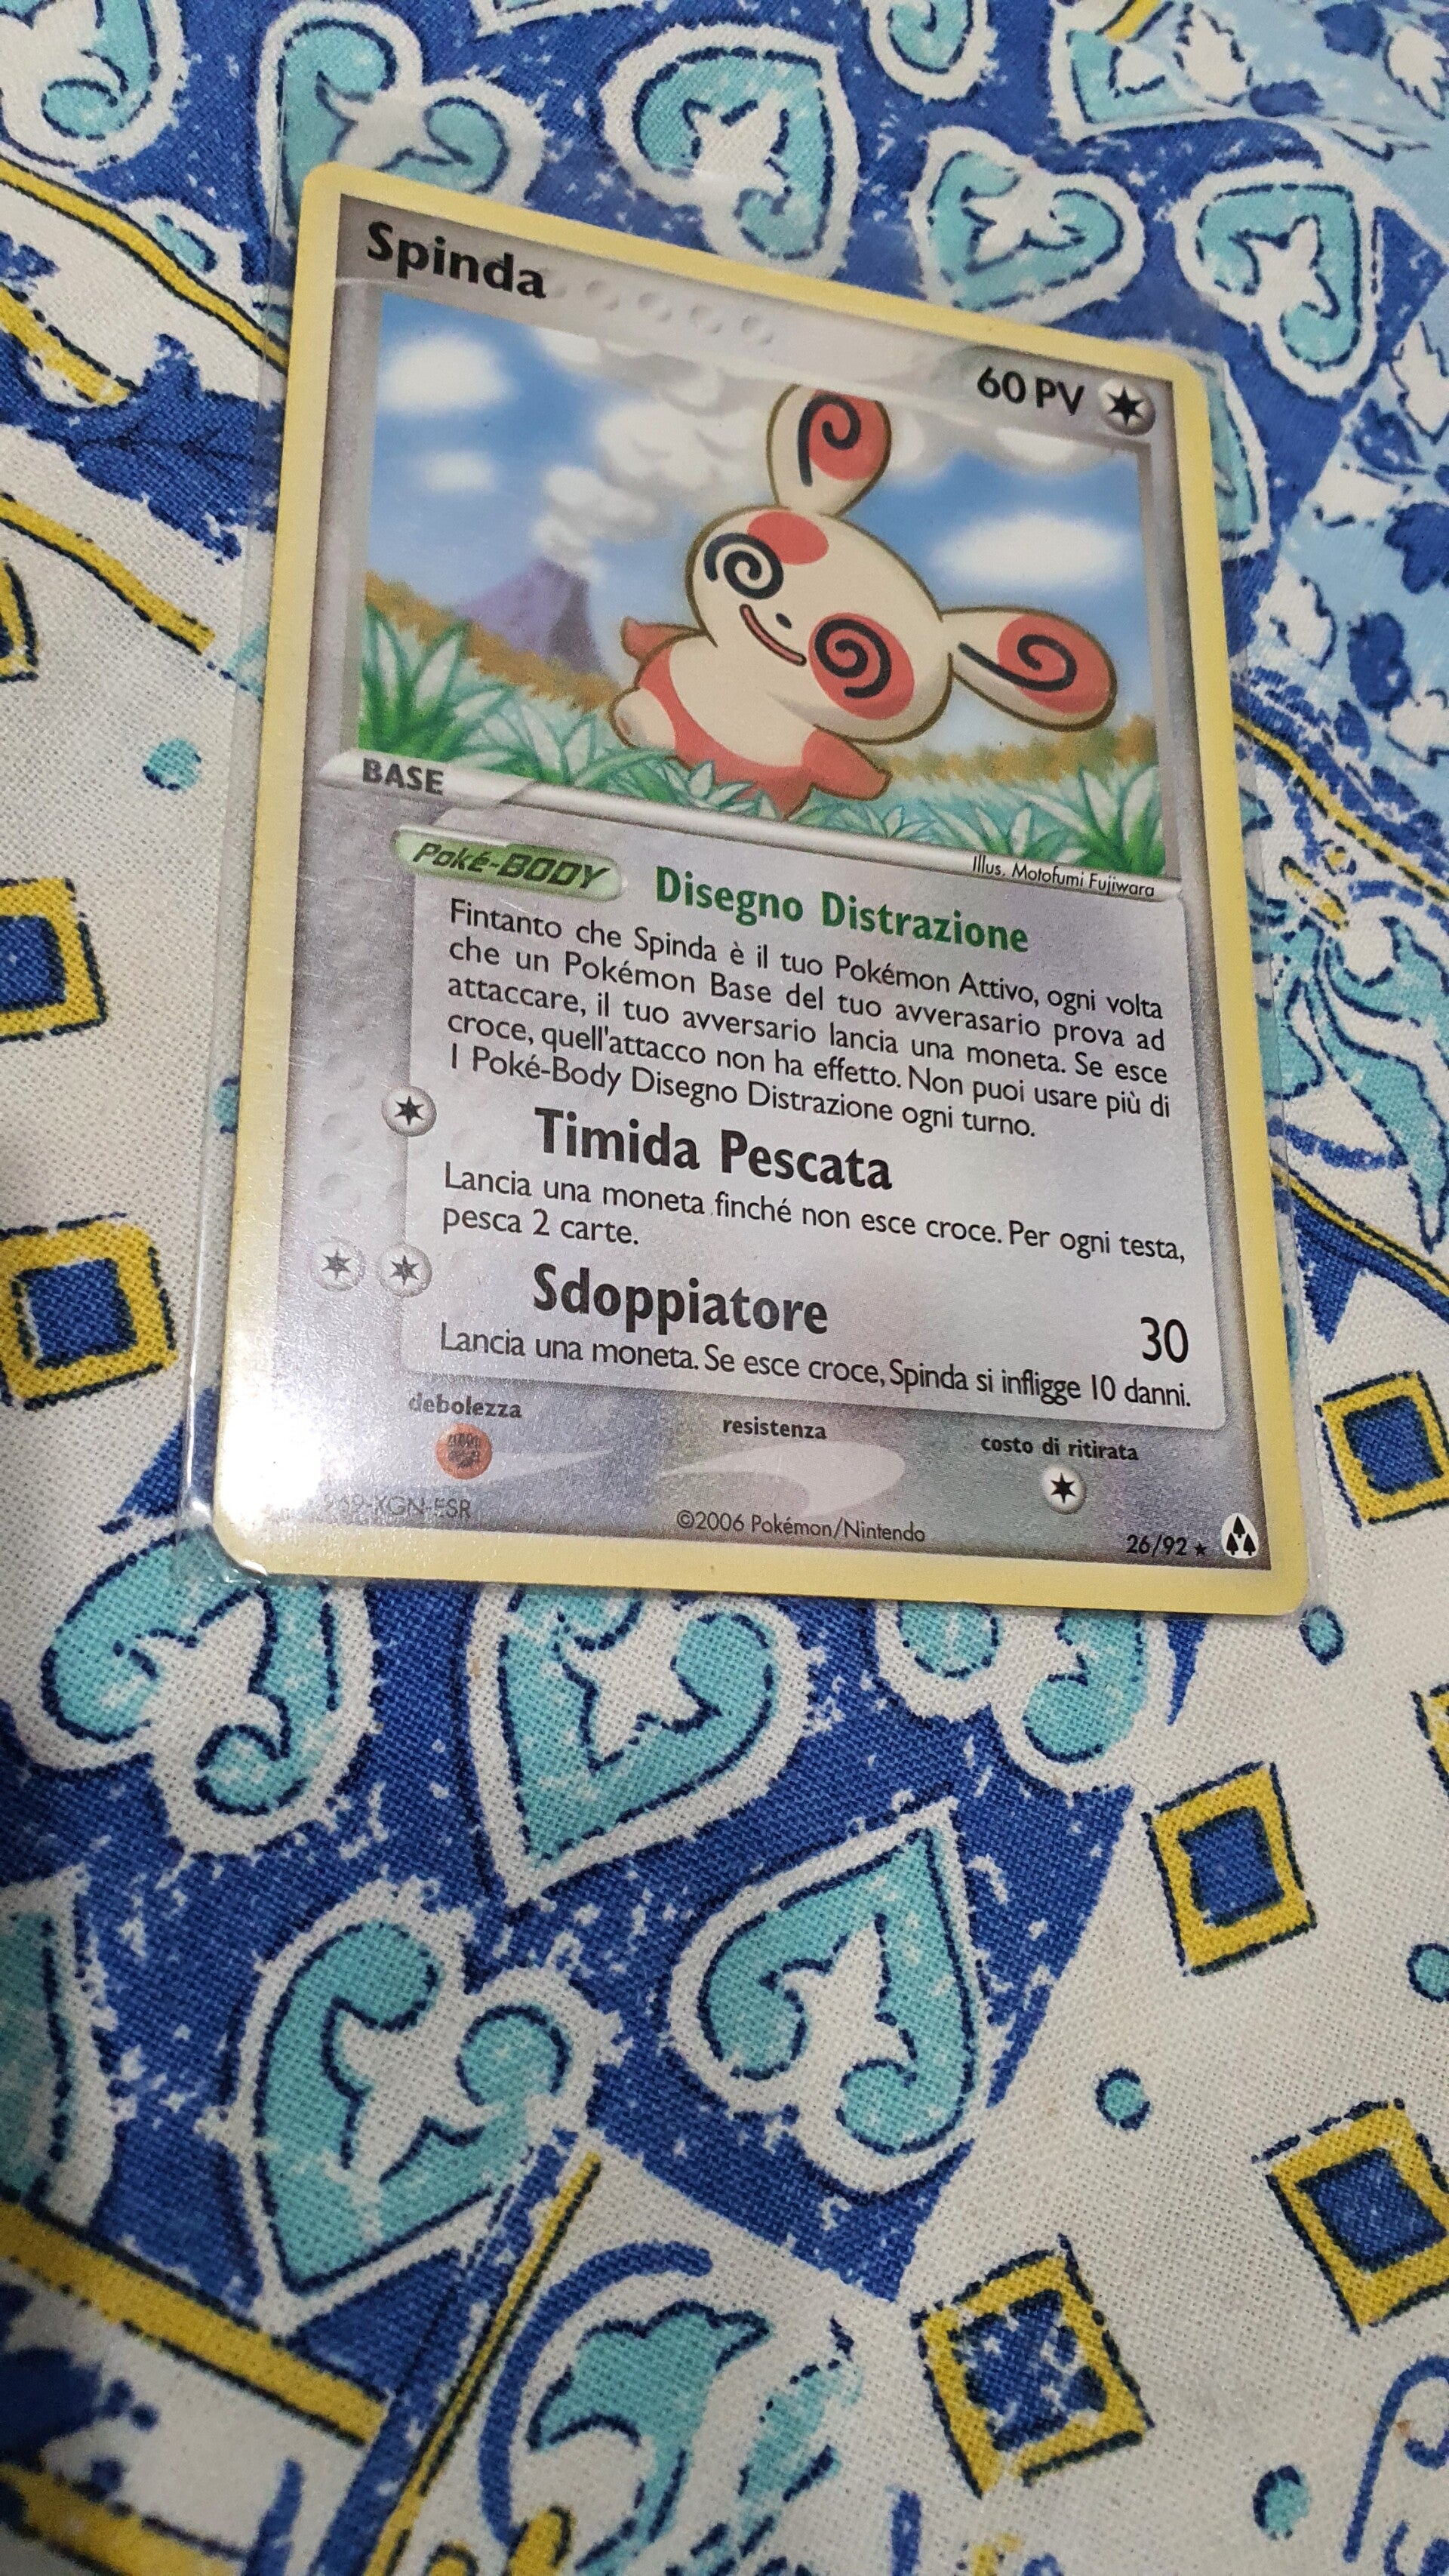 Spinda
60 PV
BASE
Illus. Motofumi Fujiwara
Poké-BODY Disegno Distrazione
Fintanto che Spinda è il tuo Pokémon Attivo, ogni volta
che un Pokémon Base del tuo avverasario prova ad
attaccare, il tuo avversario lancia una moneta. Se esce
croce, quell'attacco non ha effetto. Non puoi usare più di
1 Poké-Body Disegno Distrazione ogni turno.
Timida Pescata
Lancia una moneta finché non esce croce. Per ogni testa,
pesca 2 carte.
Sdoppiatore 30
Lancia una moneta. Se esce croce, Spinda si infligge 10 danni.
debolezza resistenza costo di ritirata
©2006 Pokémon/Nintendo
26/92 ★